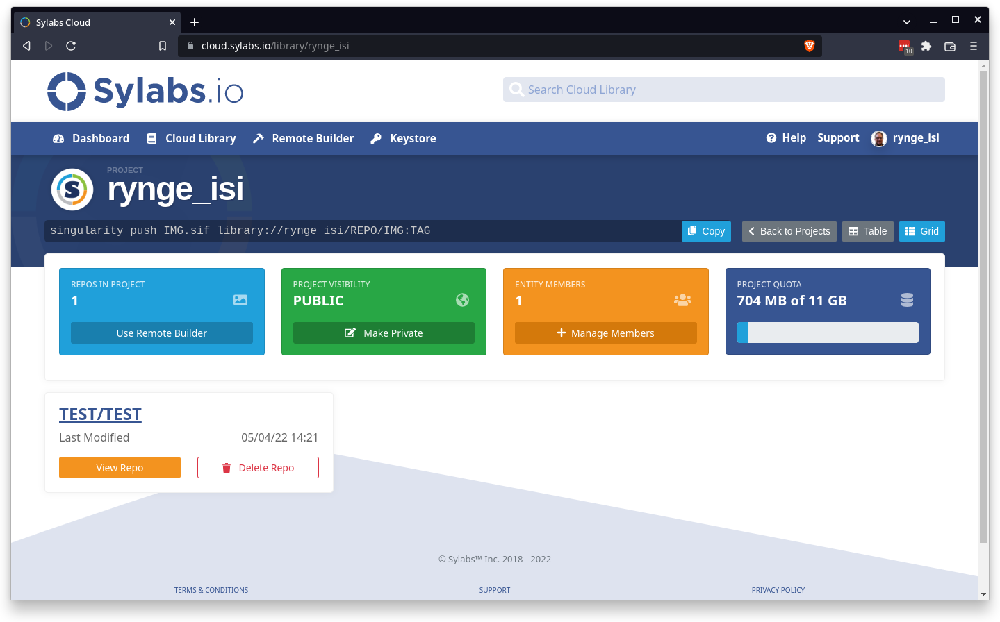 Sylabs Cloud
cloud.sylabs.io/library/rynge_isi
10
Sylabs.io
Search Cloud Library
Dashboard
Cloud Library
Remote Builder
Keystore
Help
Support
rynge_isi
PROJECT
rynge_isi
singularity push IMG.sif library://rynge_isi/REPO/IMG:TAG
Copy
Back to Projects
Table
Grid
REPOS IN PROJECT
1
Use Remote Builder
PROJECT VISIBILITY
PUBLIC
Make Private
ENTITY MEMBERS
1
Manage Members
PROJECT QUOTA
704 MB of 11 GB
TEST/TEST
Last Modified 05/04/22 14:21
View Repo
Delete Repo
© Sylabs™ Inc. 2018 - 2022
TERMS & CONDITIONS
SUPPORT
PRIVACY POLICY